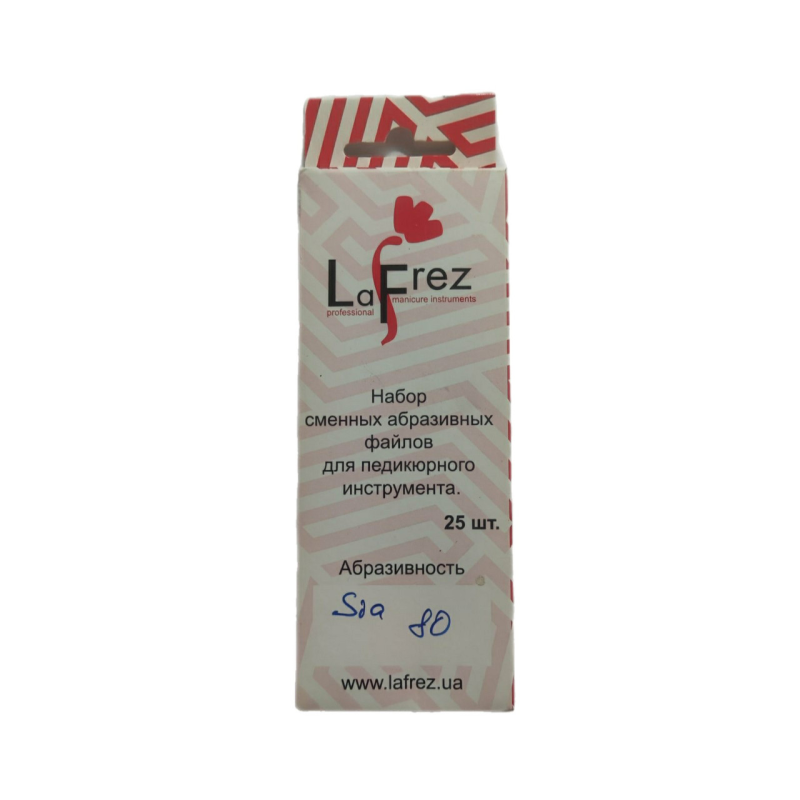 LaFrez
professional manicure instruments
Набор
сменных абразивных
файлов
для педикюрного
инструмента.
25 шт.
Абразивность
Sia 80
www.lafrez.ua